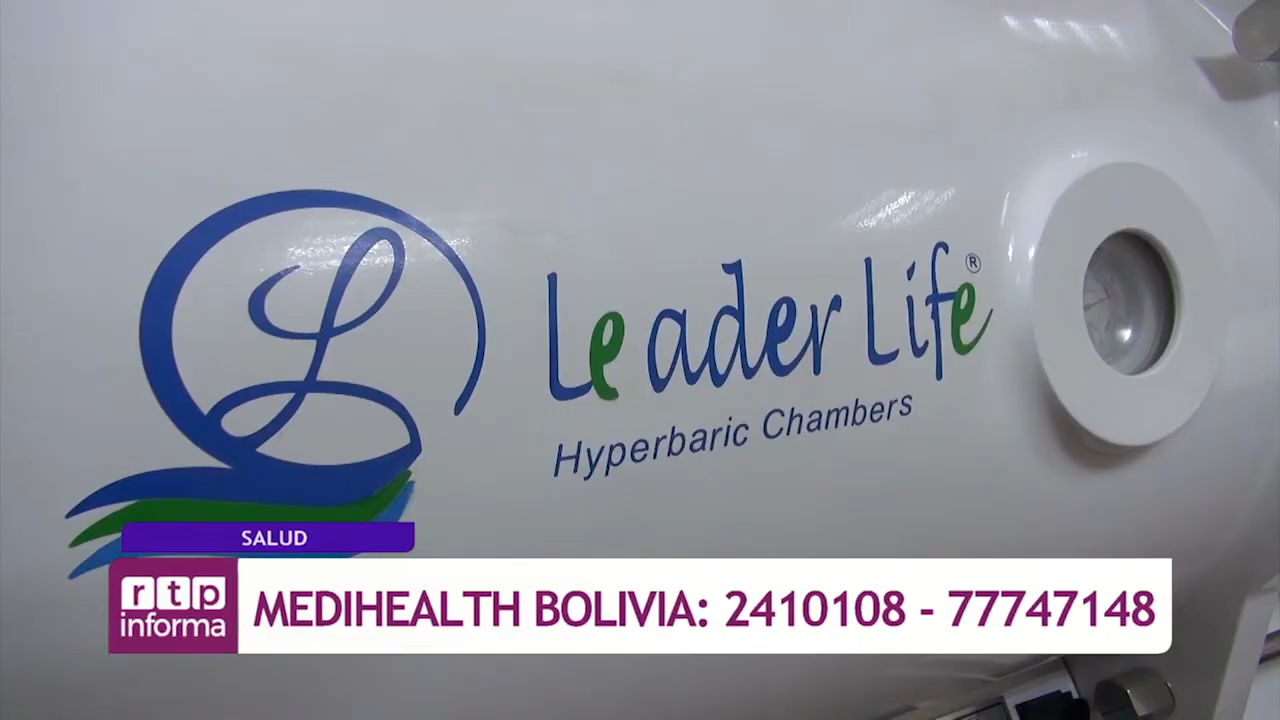 Leader Life®
Hyperbaric Chambers
SALUD
rtp
informa
MEDIHEALTH BOLIVIA: 2410108 - 77747148